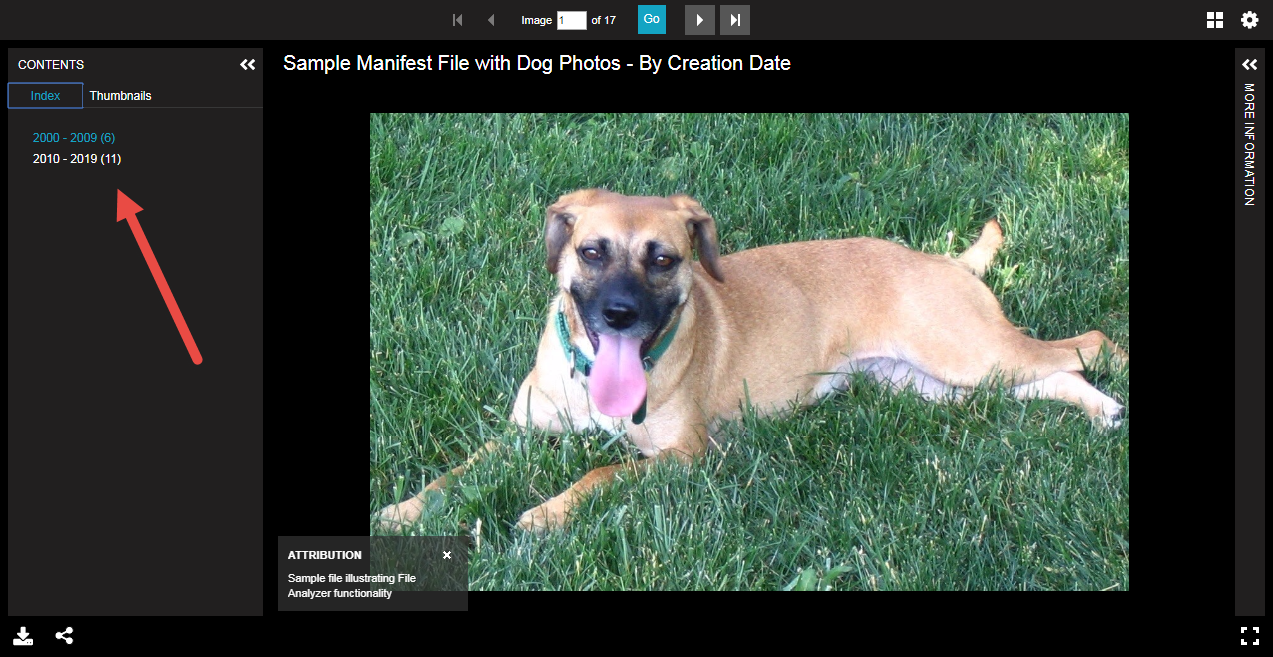 Image 1 of 17 Go
CONTENTS
Index Thumbnails
2000 - 2009 (6)
2010 - 2019 (11)
Sample Manifest File with Dog Photos - By Creation Date
ATTRIBUTION
Sample file illustrating File
Analyzer functionality
MORE INFORMATION